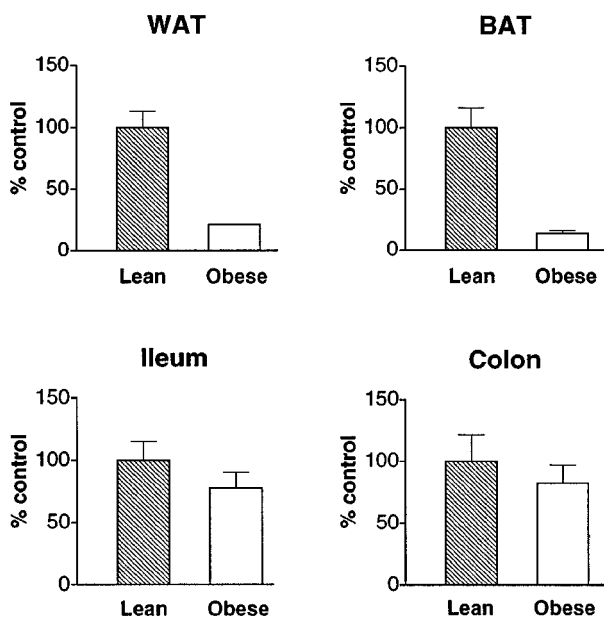 WAT
150
100
50
0
% control
Lean Obese
BAT
150
100
50
0
% control
Lean Obese
Ileum
150
100
50
0
% control
Lean Obese
Colon
150
100
50
0
% control
Lean Obese